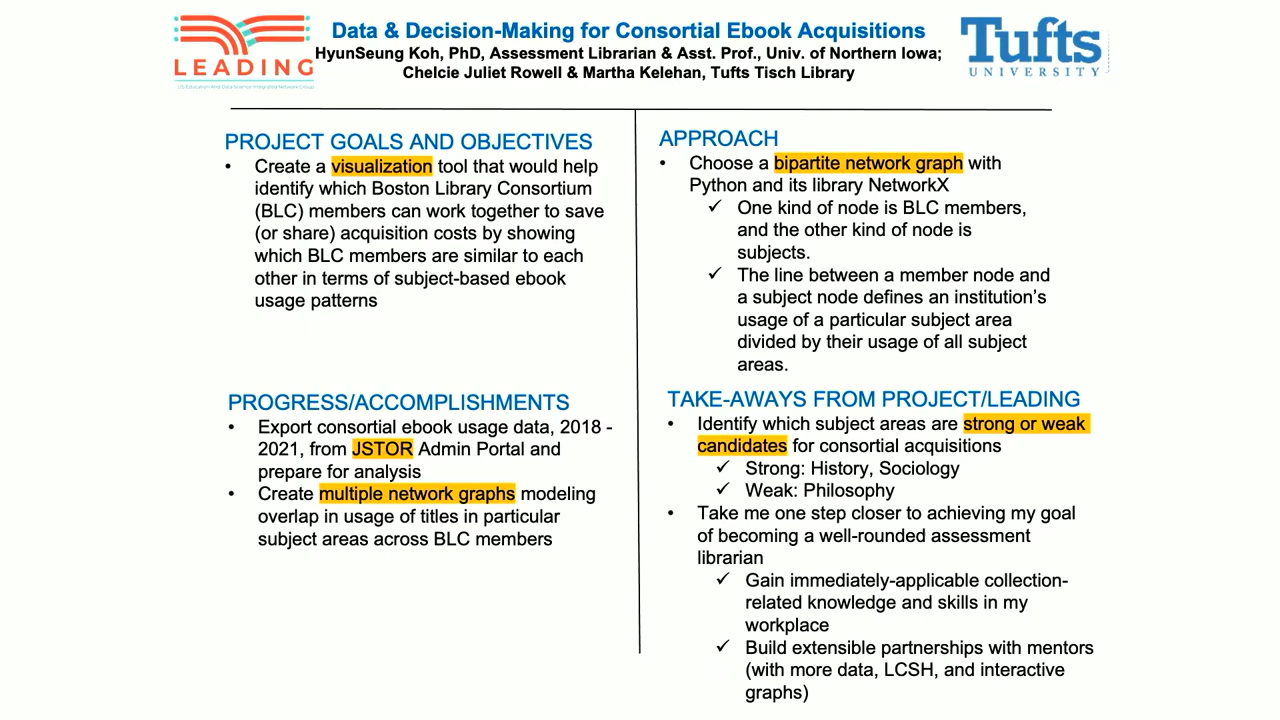 LEADING
LIS Education And Data Science Integrated Network Group
Data & Decision-Making for Consortial Ebook Acquisitions
HyunSeung Koh, PhD, Assessment Librarian & Asst. Prof., Univ. of Northern Iowa;
Chelcie Juliet Rowell & Martha Kelehan, Tufts Tisch Library
Tufts
UNIVERSITY
PROJECT GOALS AND OBJECTIVES
• Create a visualization tool that would help
identify which Boston Library Consortium
(BLC) members can work together to save
(or share) acquisition costs by showing
which BLC members are similar to each
other in terms of subject-based ebook
usage patterns
APPROACH
• Choose a bipartite network graph with
Python and its library NetworkX
✓ One kind of node is BLC members,
and the other kind of node is
subjects.
✓ The line between a member node and
a subject node defines an institution's
usage of a particular subject area
divided by their usage of all subject
areas.
PROGRESS/ACCOMPLISHMENTS
• Export consortial ebook usage data, 2018 -
2021, from JSTOR Admin Portal and
prepare for analysis
• Create multiple network graphs modeling
overlap in usage of titles in particular
subject areas across BLC members
TAKE-AWAYS FROM PROJECT/LEADING
• Identify which subject areas are strong or weak
candidates for consortial acquisitions
✓ Strong: History, Sociology
✓ Weak: Philosophy
• Take me one step closer to achieving my goal
of becoming a well-rounded assessment
librarian
✓ Gain immediately-applicable collection-
related knowledge and skills in my
workplace
✓ Build extensible partnerships with mentors
(with more data, LCSH, and interactive
graphs)